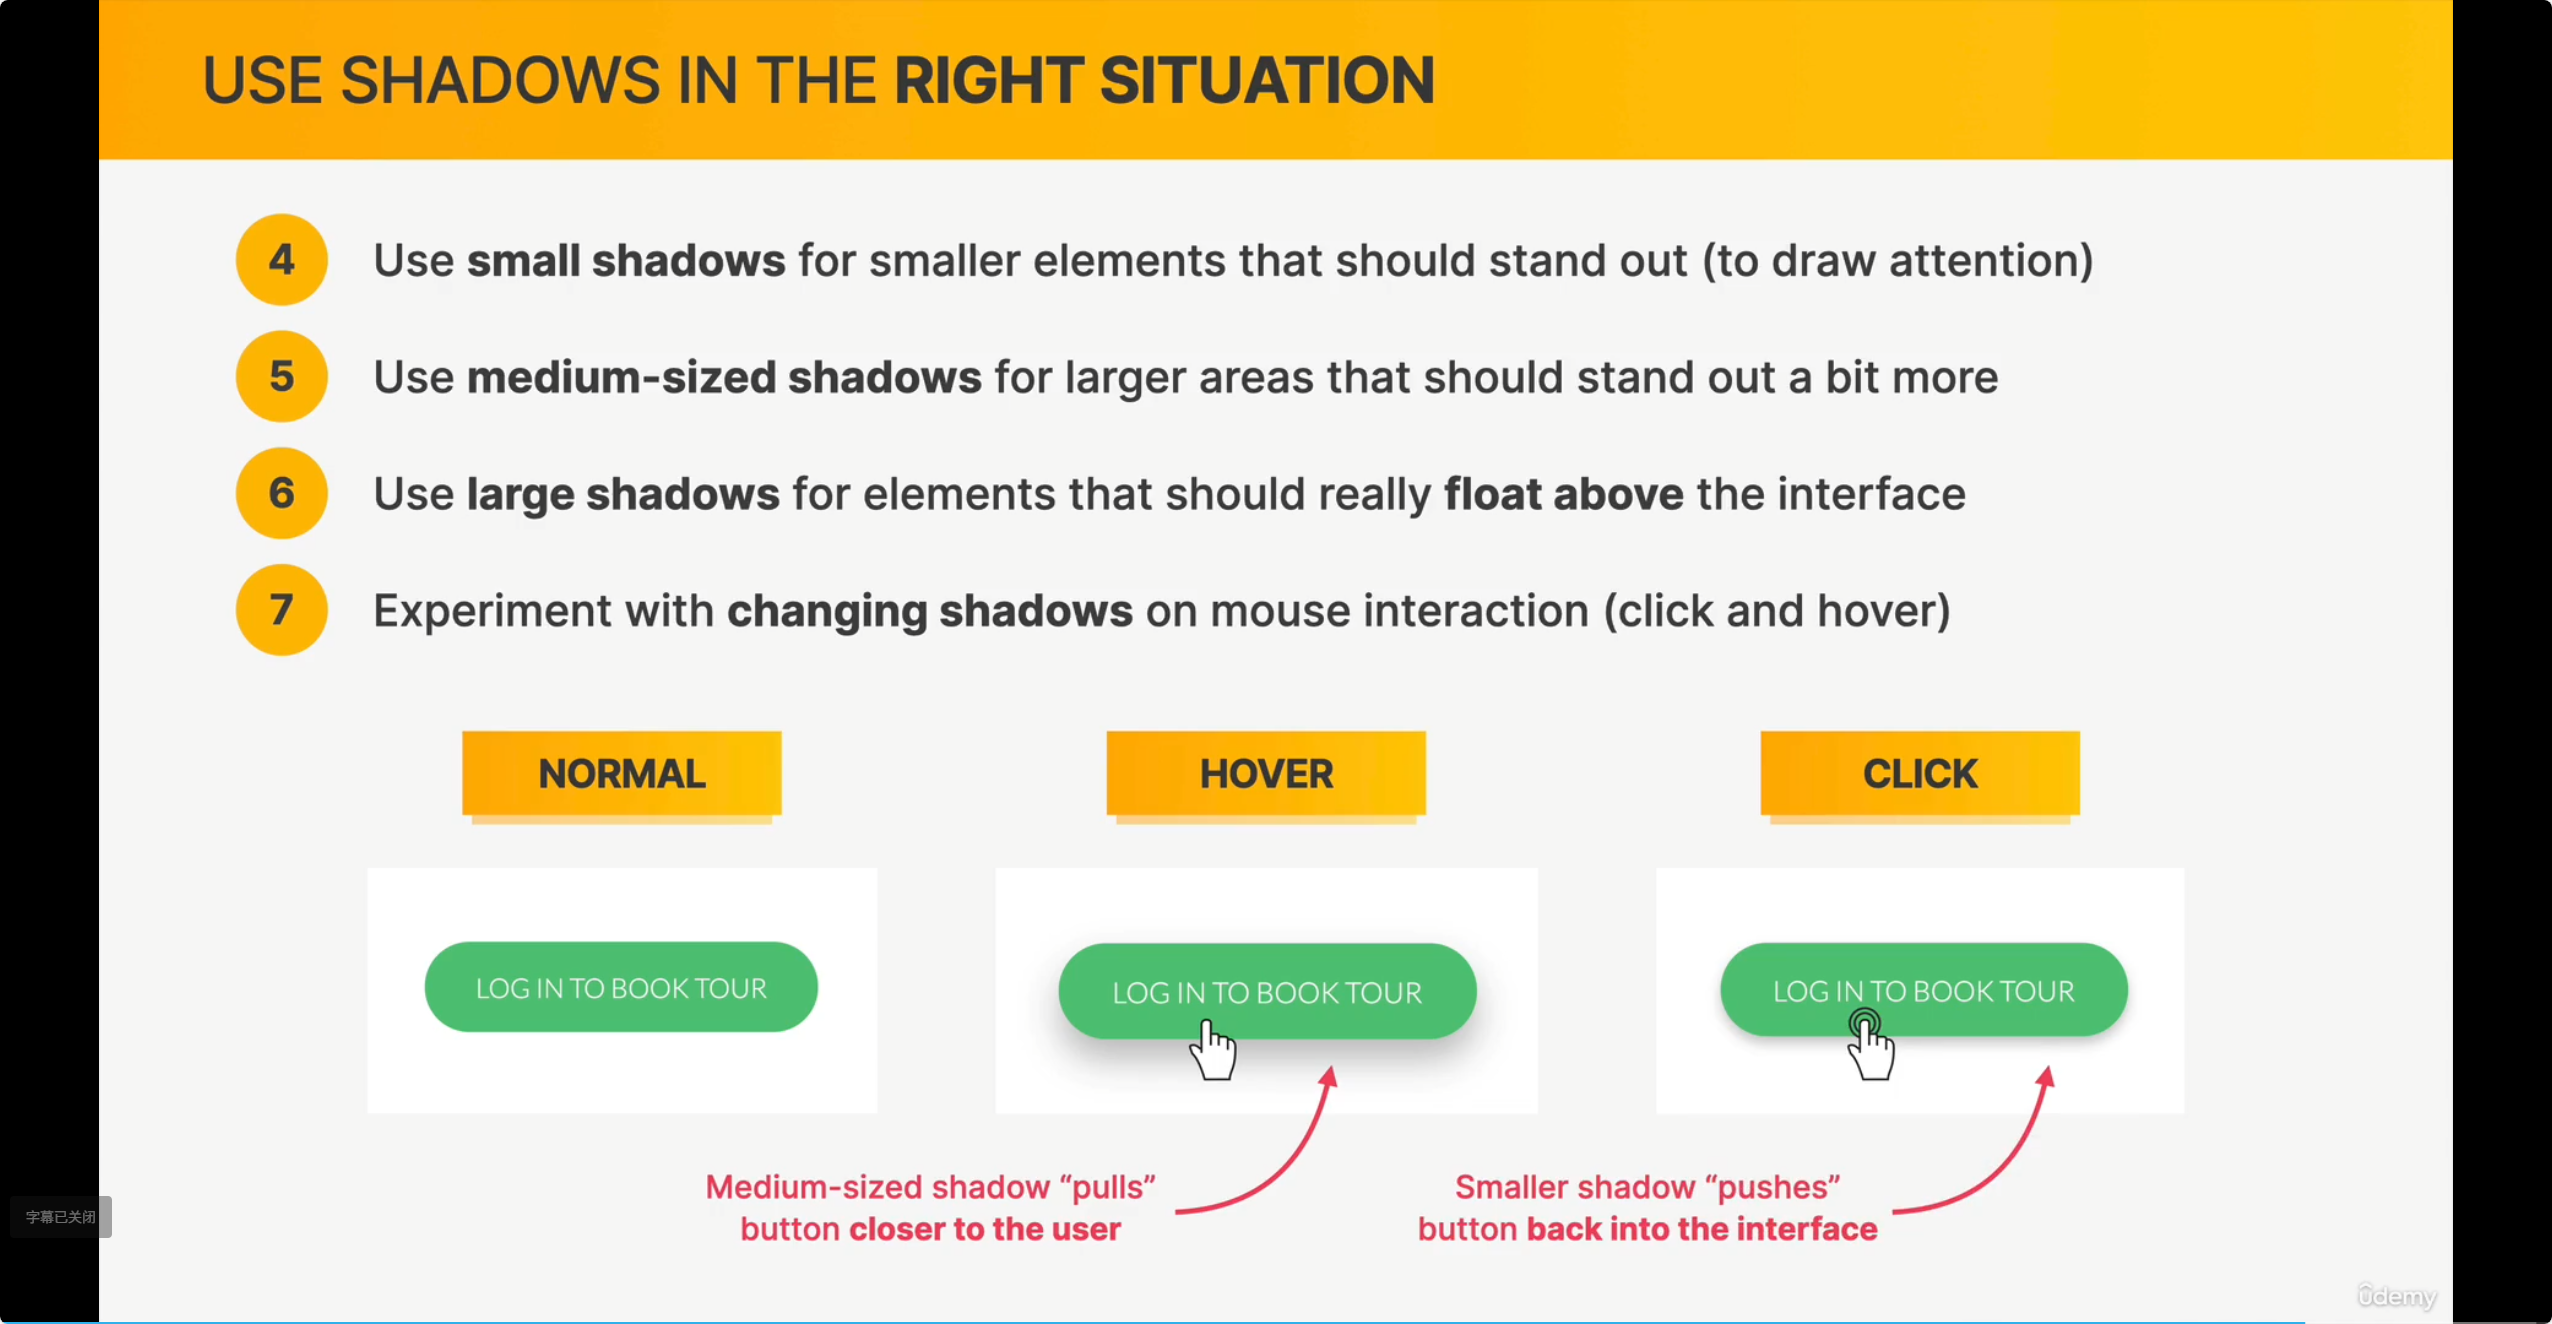 USE SHADOWS IN THE RIGHT SITUATION
4 Use small shadows for smaller elements that should stand out (to draw attention)
5 Use medium-sized shadows for larger areas that should stand out a bit more
6 Use large shadows for elements that should really float above the interface
7 Experiment with changing shadows on mouse interaction (click and hover)
NORMAL
HOVER
CLICK
LOG IN TO BOOK TOUR
LOG IN TO BOOK TOUR
LOG IN TO BOOK TOUR
Medium-sized shadow “pulls”
button closer to the user
Smaller shadow “pushes”
button back into the interface
字幕已关闭
ûdemy